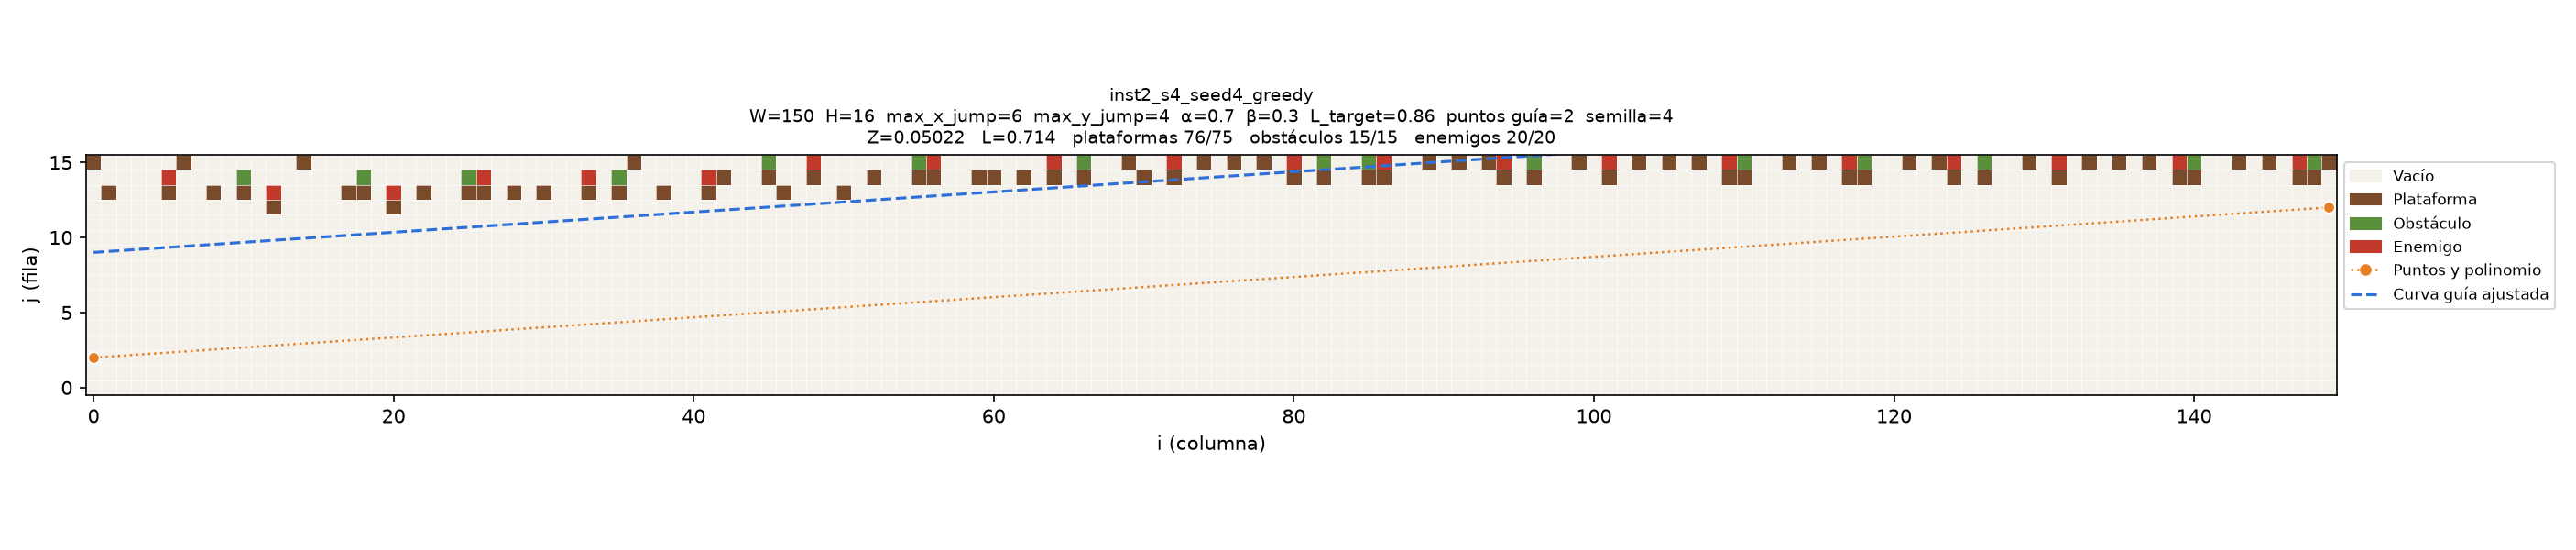 inst2_s4_seed4_greedy
W=150  H=16  max_x_jump=6  max_y_jump=4  α=0.7  β=0.3  L_target=0.86  puntos guía=2  semilla=4
Z=0.05022   L=0.714   plataformas 76/75   obstáculos 15/15   enemigos 20/20
15
10
5
0
j (fila)
0 20 40 60 80 100 120 140
i (columna)
Vacío
Plataforma
Obstáculo
Enemigo
Puntos y polinomio
Curva guía ajustada